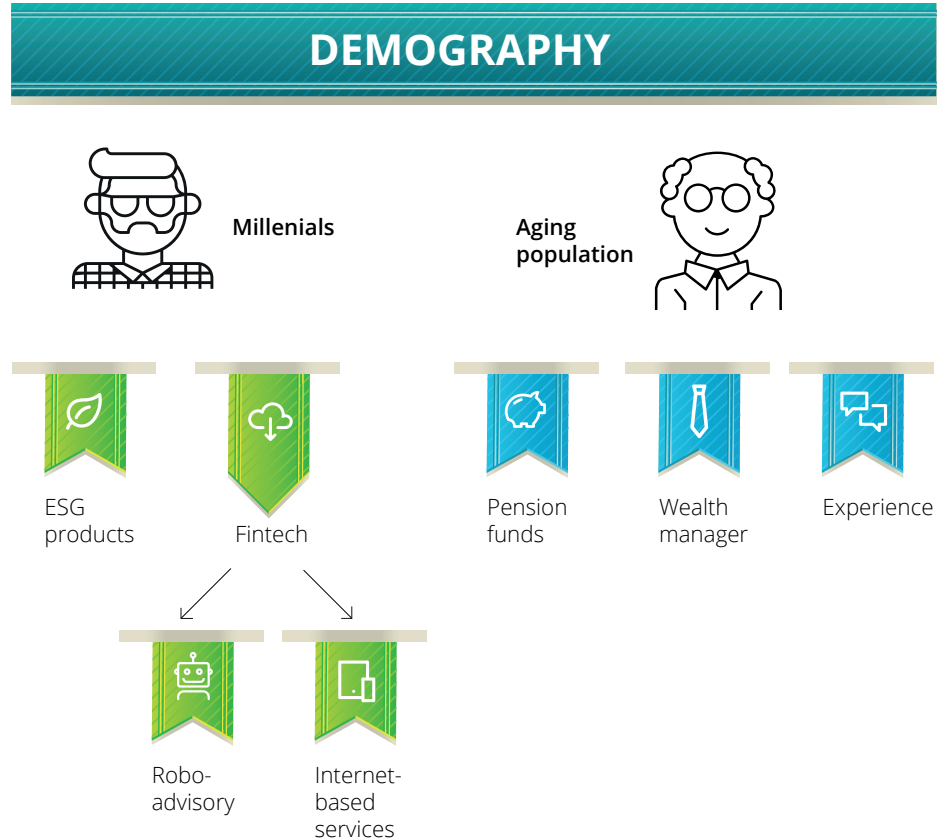 DEMOGRAPHY
Millenials
Aging
population
ESG
products
Fintech
Pension
funds
Wealth
manager
Experience
Robo-
advisory
Internet-
based
services